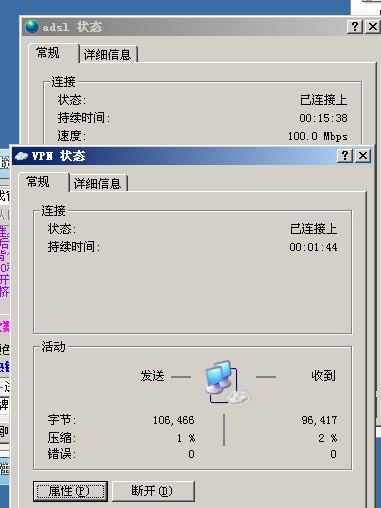 adsl 状态
常规 详细信息
连接
状态: 已连接上
持续时间: 00:15:38
速度: 100.0 Mbps
VPN 状态
常规 详细信息
连接
状态: 已连接上
持续时间: 00:01:44
活动
发送 收到
字节: 106,466 96,417
压缩: 1 % 2 %
错误: 0 0
属性(P) 断开(D)